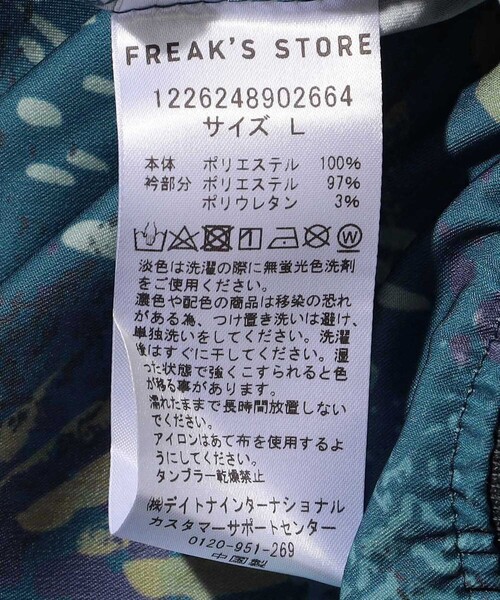 FREAK'S STORE
1226248902664
サイズ L
本体 ポリエステル 100%
衿部分 ポリエステル 97%
ポリウレタン 3%
W
淡色は洗濯の際に無蛍光色洗剤
をご使用ください。
濃色や配色の商品は移染の恐れ
がある為、つけ置き洗いは避け、
単独洗いをしてください。洗濯
後はすぐに干してください。湿
った状態で強くこすられると色
が移る事があります。
濡れたままで長時間放置しない
でください。
アイロンはあて布を使用するよ
うにしてください。
タンブラー乾燥禁止
㈱デイトナインターナショナル
カスタマーサポートセンター
0120-951-269
中国製